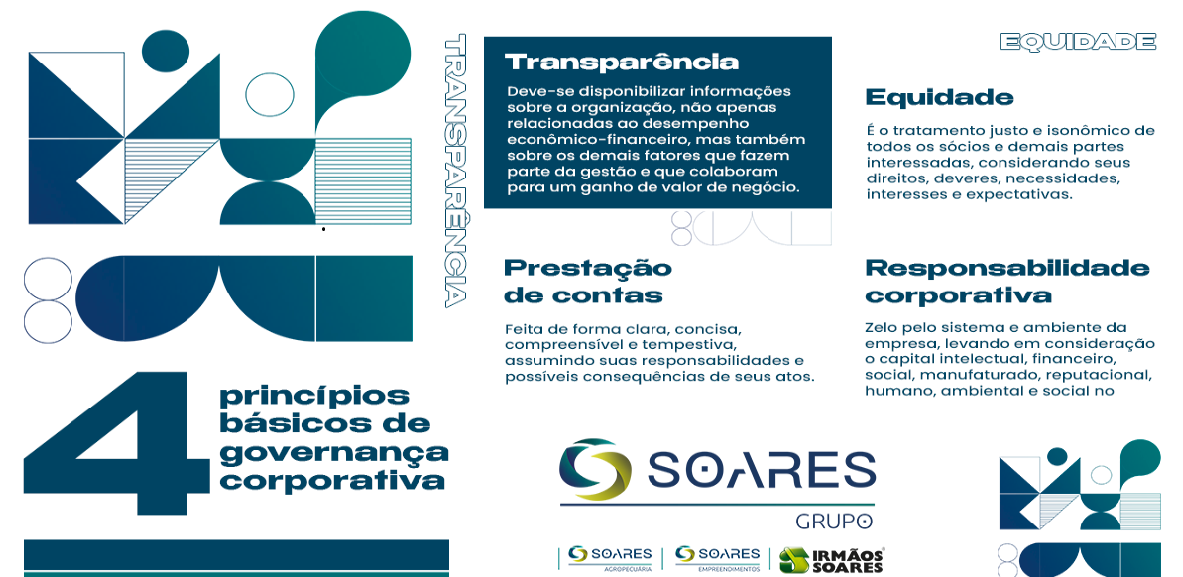 4
princípios
básicos de
governança
corporativa
TRANSPARÊNCIA
Transparência
Deve-se disponibilizar informações
sobre a organização, não apenas
relacionadas ao desempenho
econômico-financeiro, mas também
sobre os demais fatores que fazem
parte da gestão e que colaboram
para um ganho de valor de negócio.
Prestação
de contas
Feita de forma clara, concisa,
compreensível e tempestiva,
assumindo suas responsabilidades e
possíveis consequências de seus atos.
EQUIDADE
Equidade
É o tratamento justo e isonômico de
todos os sócios e demais partes
interessadas, considerando seus
direitos, deveres, necessidades,
interesses e expectativas.
Responsabilidade
corporativa
Zelo pelo sistema e ambiente da
empresa, levando em consideração
o capital intelectual, financeiro,
social, manufaturado, reputacional,
humano, ambiental e social no
SOARES
GRUPO
SOARES
AGROPECUÁRIA
SOARES
EMPREENDIMENTOS
IRMÃOS
SOARES